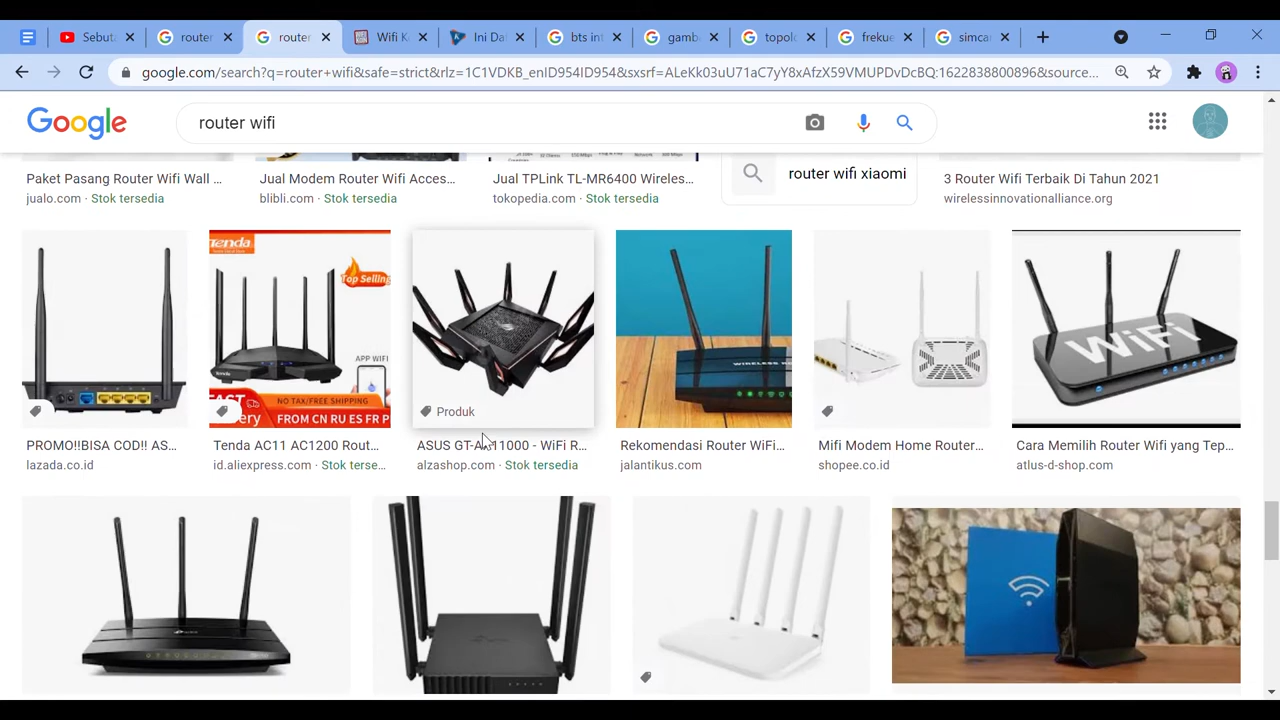 Sebuta
router
router
Wifi K
Ini Da
bts int
gamb
topol
frekue
simcar
google.com/search?q=router+wifi&safe=strict&rlz=1C1VDKB_enID954ID954&sxsrf=ALeKk03uU71aC7yY8xAfzX59VMUPDvDcBQ:1622838800896&source...
Google
router wifi
Paket Pasang Router Wifi Wall ...
jualo.com · Stok tersedia
Jual Modem Router Wifi Acces...
blibli.com · Stok tersedia
Jual TPLink TL-MR6400 Wireles...
tokopedia.com · Stok tersedia
router wifi xiaomi
3 Router Wifi Terbaik Di Tahun 2021
wirelessinnovationalliance.org
Tenda
Top Selling
APP WIFI
NO TAX/FREE SHIPPING
FROM CN RU ES FR P
Produk
WIRELESS
WiFi
PROMO!!BISA COD!! AS...
lazada.co.id
Tenda AC11 AC1200 Rout...
id.aliexpress.com · Stok terse...
ASUS GT-AX11000 - WiFi R...
alzashop.com · Stok tersedia
Rekomendasi Router WiFi...
jalantikus.com
Mifi Modem Home Router...
shopee.co.id
Cara Memilih Router Wifi yang Tep...
atlus-d-shop.com